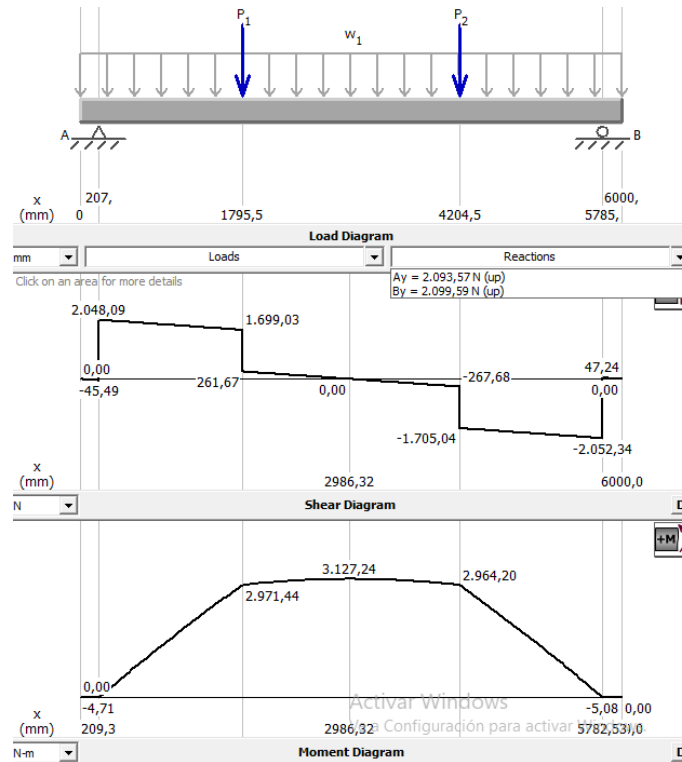 P1 P2
w1
A B
x
(mm) 0 207, 1795,5 4204,5 5785, 6000,
Load Diagram
mm Loads Reactions
Click on an area for more details
Ay = 2.093,57 N (up)
By = 2.099,59 N (up)
2.048,09 1.699,03
0,00 -45,49 261,67 0,00 -267,68 47,24 0,00
-1.705,04 -2.052,34
x
(mm) 2986,32 6000,0
N Shear Diagram D
+M
3.127,24
2.971,44 2.964,20
0,00 -4,71 -5,08 0,00
Activar Windows
a Configuración para activar
x
(mm) 209,3 2986,32 5782,53
N-m Moment Diagram D